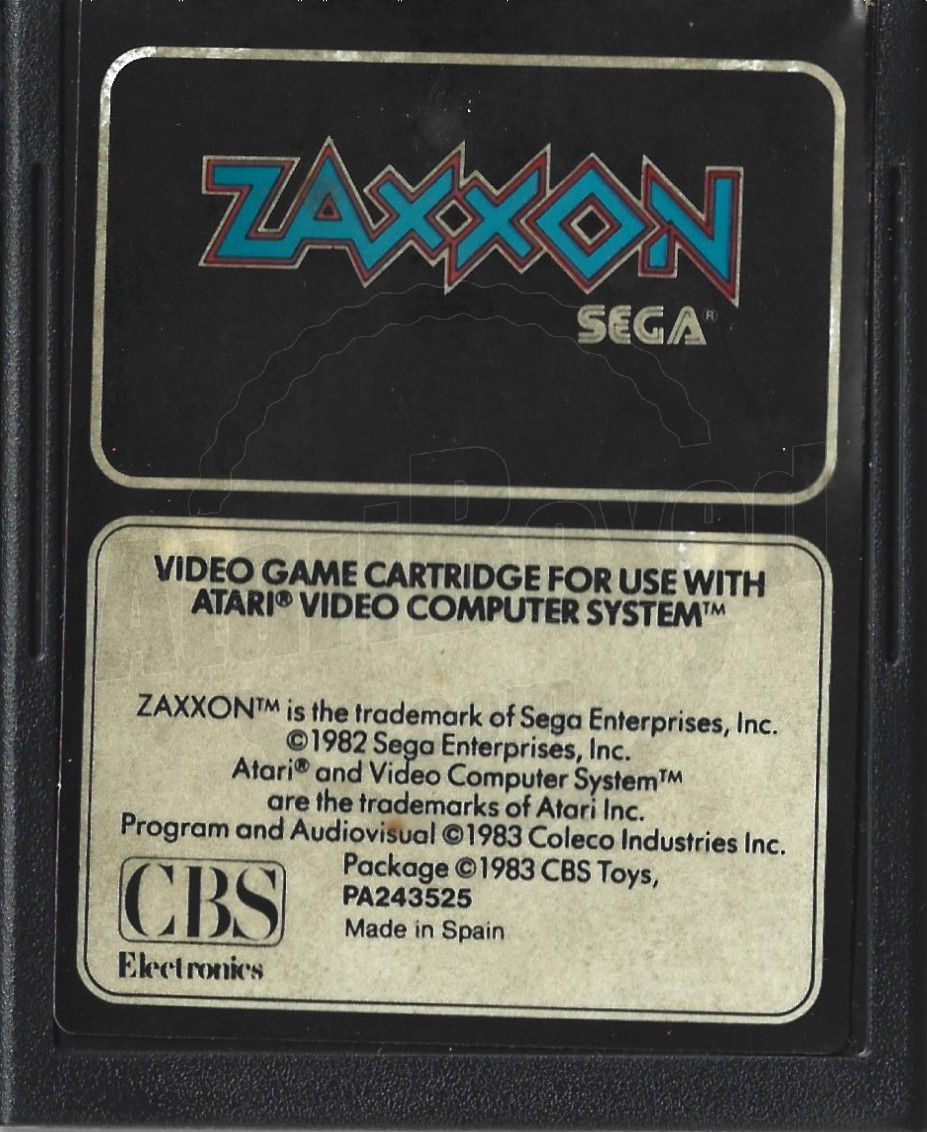 ZAXXON
SEGA®
VIDEO GAME CARTRIDGE FOR USE WITH
ATARI® VIDEO COMPUTER SYSTEM™
ZAXXON™ is the trademark of Sega Enterprises, Inc.
©1982 Sega Enterprises, Inc.
Atari® and Video Computer System™
are the trademarks of Atari Inc.
Program and Audiovisual ©1983 Coleco Industries Inc.
Package ©1983 CBS Toys,
PA243525
Made in Spain
CBS
Electronics